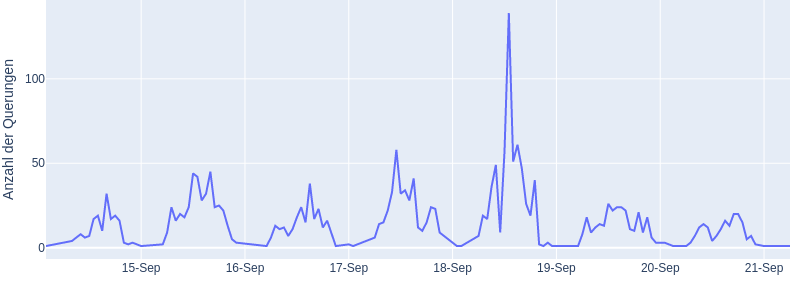 Anzahl der Querungen
100
50
0
15-Sep
16-Sep
17-Sep
18-Sep
19-Sep
20-Sep
21-Sep